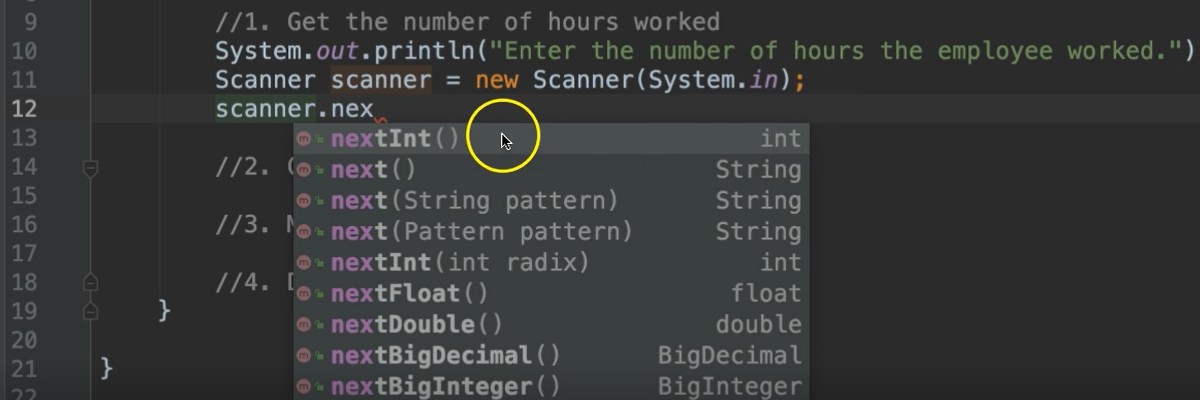 9 //1. Get the number of hours worked
10 System.out.println("Enter the number of hours the employee worked.")
11 Scanner scanner = new Scanner(System.in);
12 scanner.nex
13 nextInt() int
14 //2. next() String
15 next(String pattern) String
16 //3. next(Pattern pattern) String
17 nextInt(int radix) int
18 //4. nextFloat() float
19 } nextDouble() double
20 nextBigDecimal() BigDecimal
21 } nextBigInteger() BigInteger